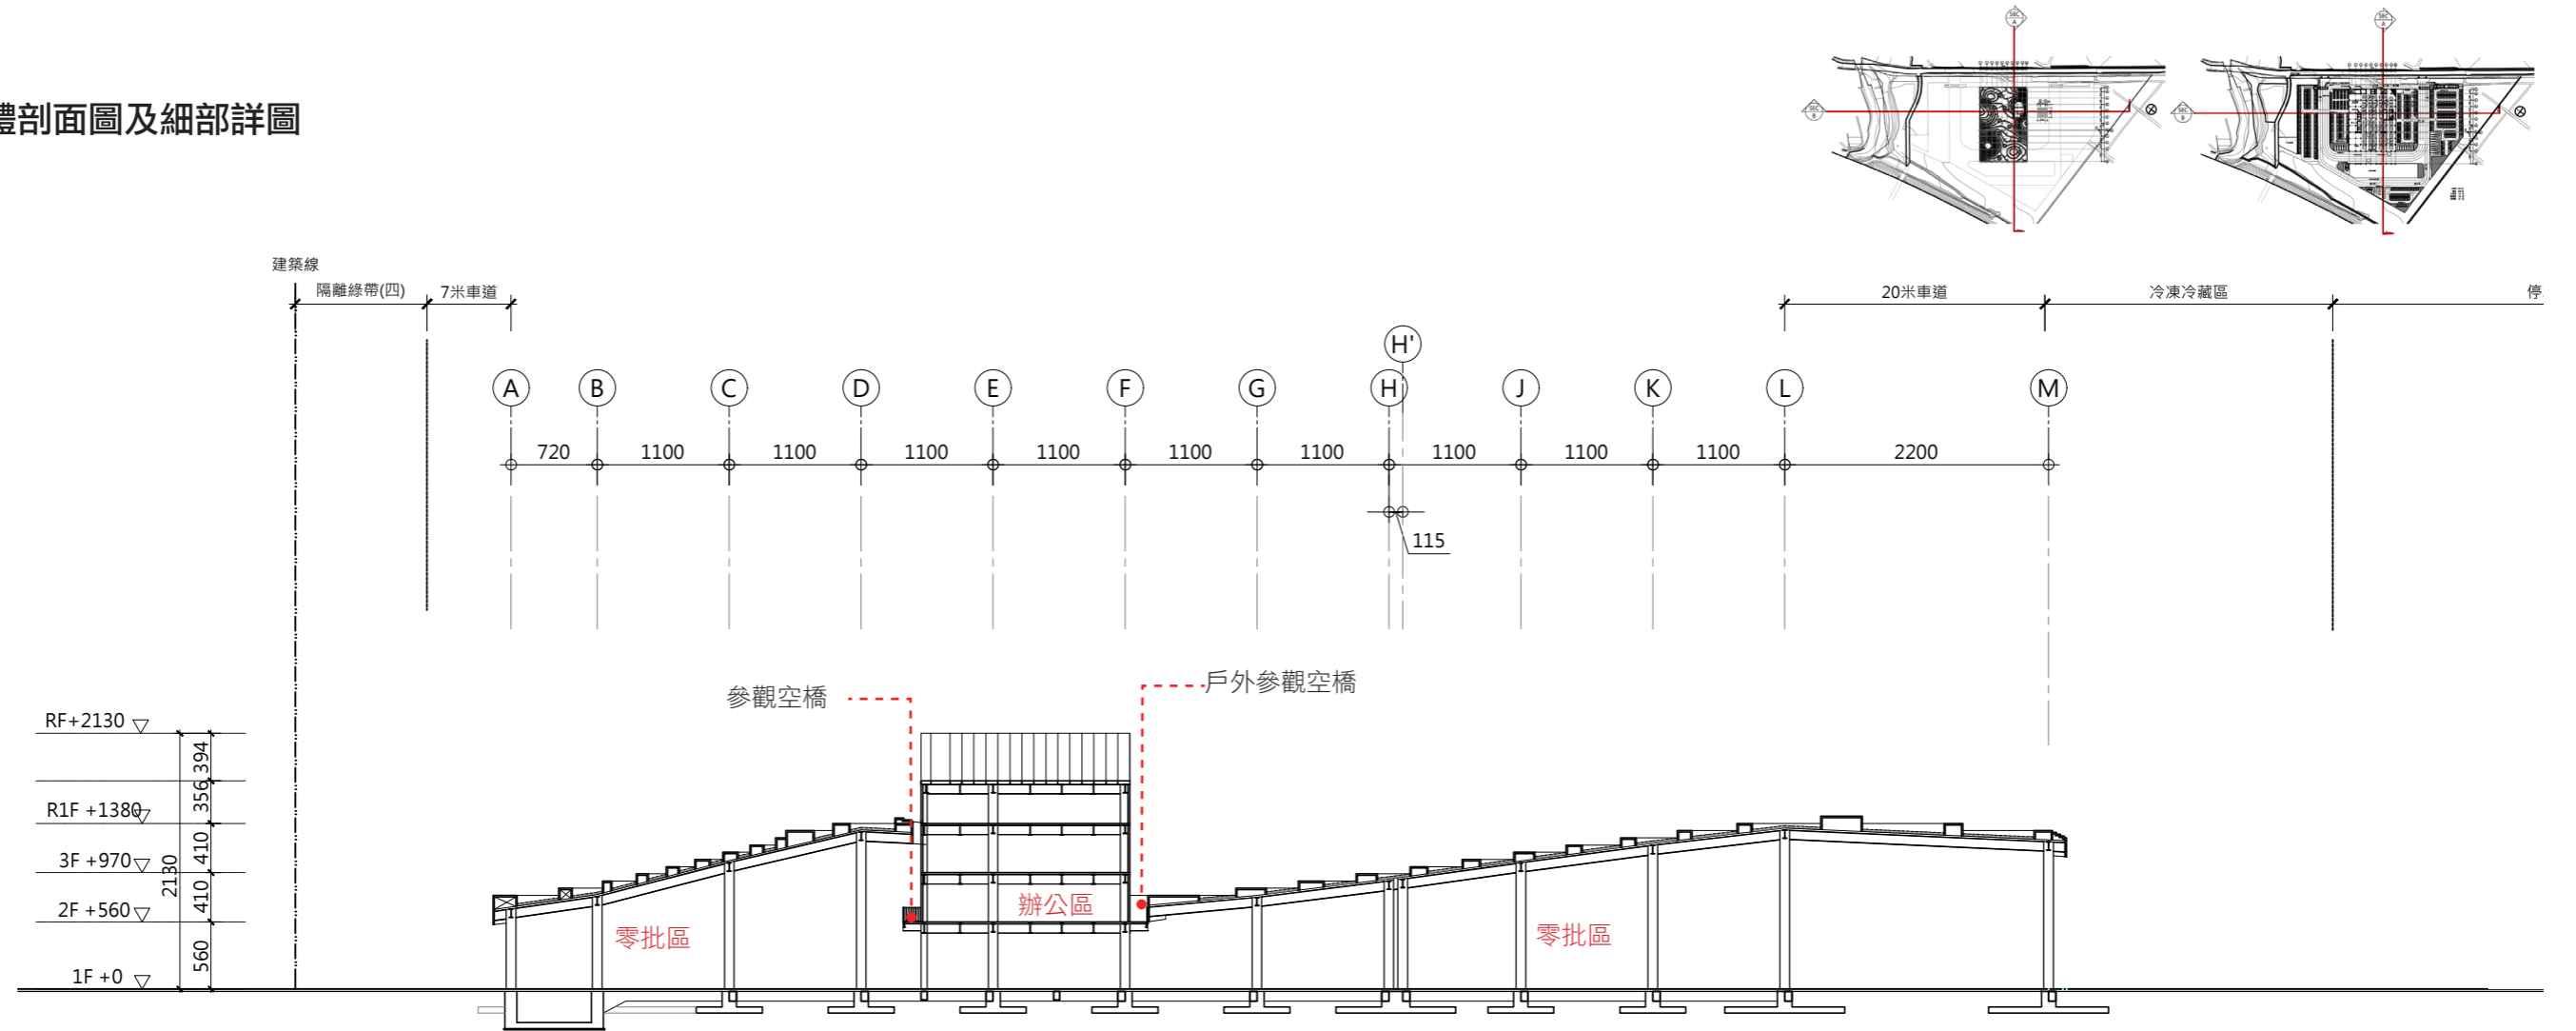 體剖面圖及細部詳圖
SEC
A
SEC
A
SEC
B
SEC
B
建築線
隔離綠帶(四)
7米車道
20米車道
冷凍冷藏區
停
H'
A
B
C
D
E
F
G
H
J
K
L
M
720
1100
1100
1100
1100
1100
1100
1100
1100
1100
2200
115
參觀空橋
戶外參觀空橋
RF+2130
394
356
R1F +1380
410
3F +970
2130
410
2F +560
560
1F +0
辦公區
零批區
零批區